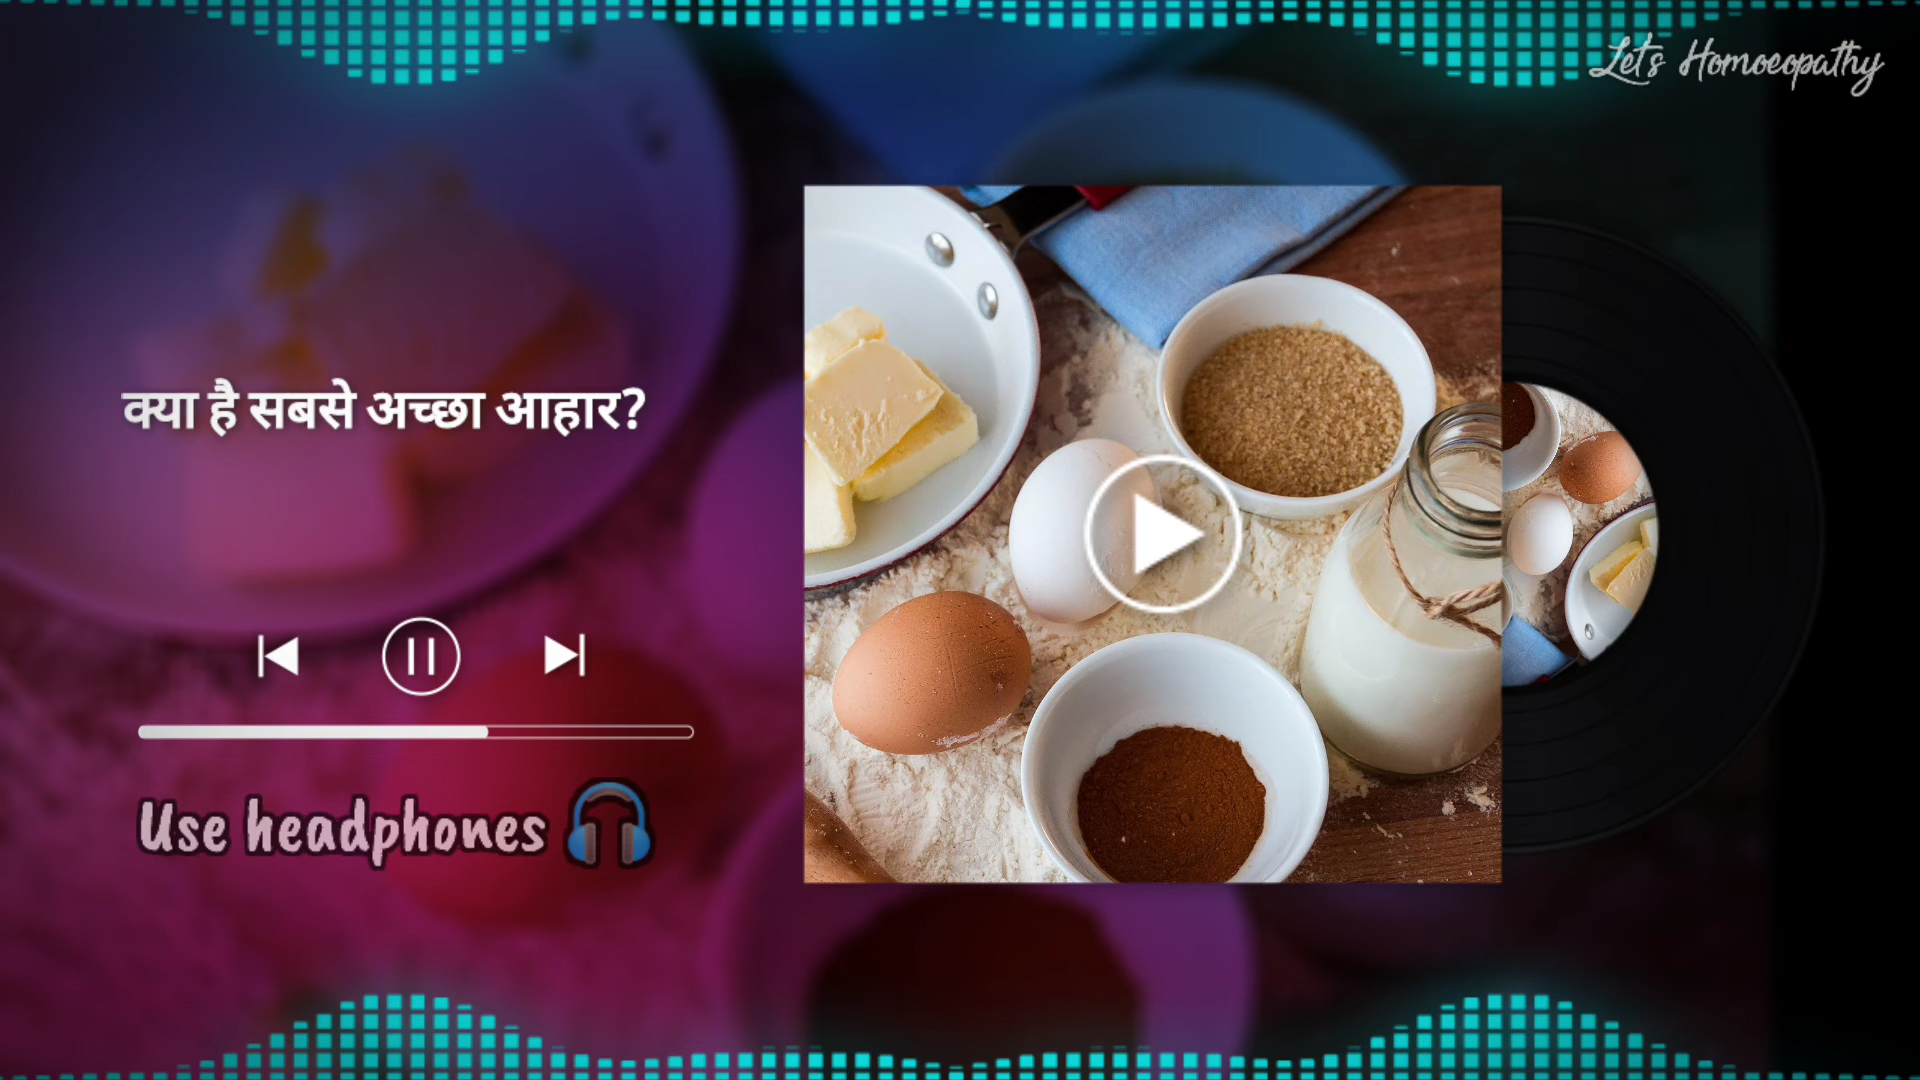 Let's Homoeopathy
क्या है सबसे अच्छा आहार?
Use headphones 🎧